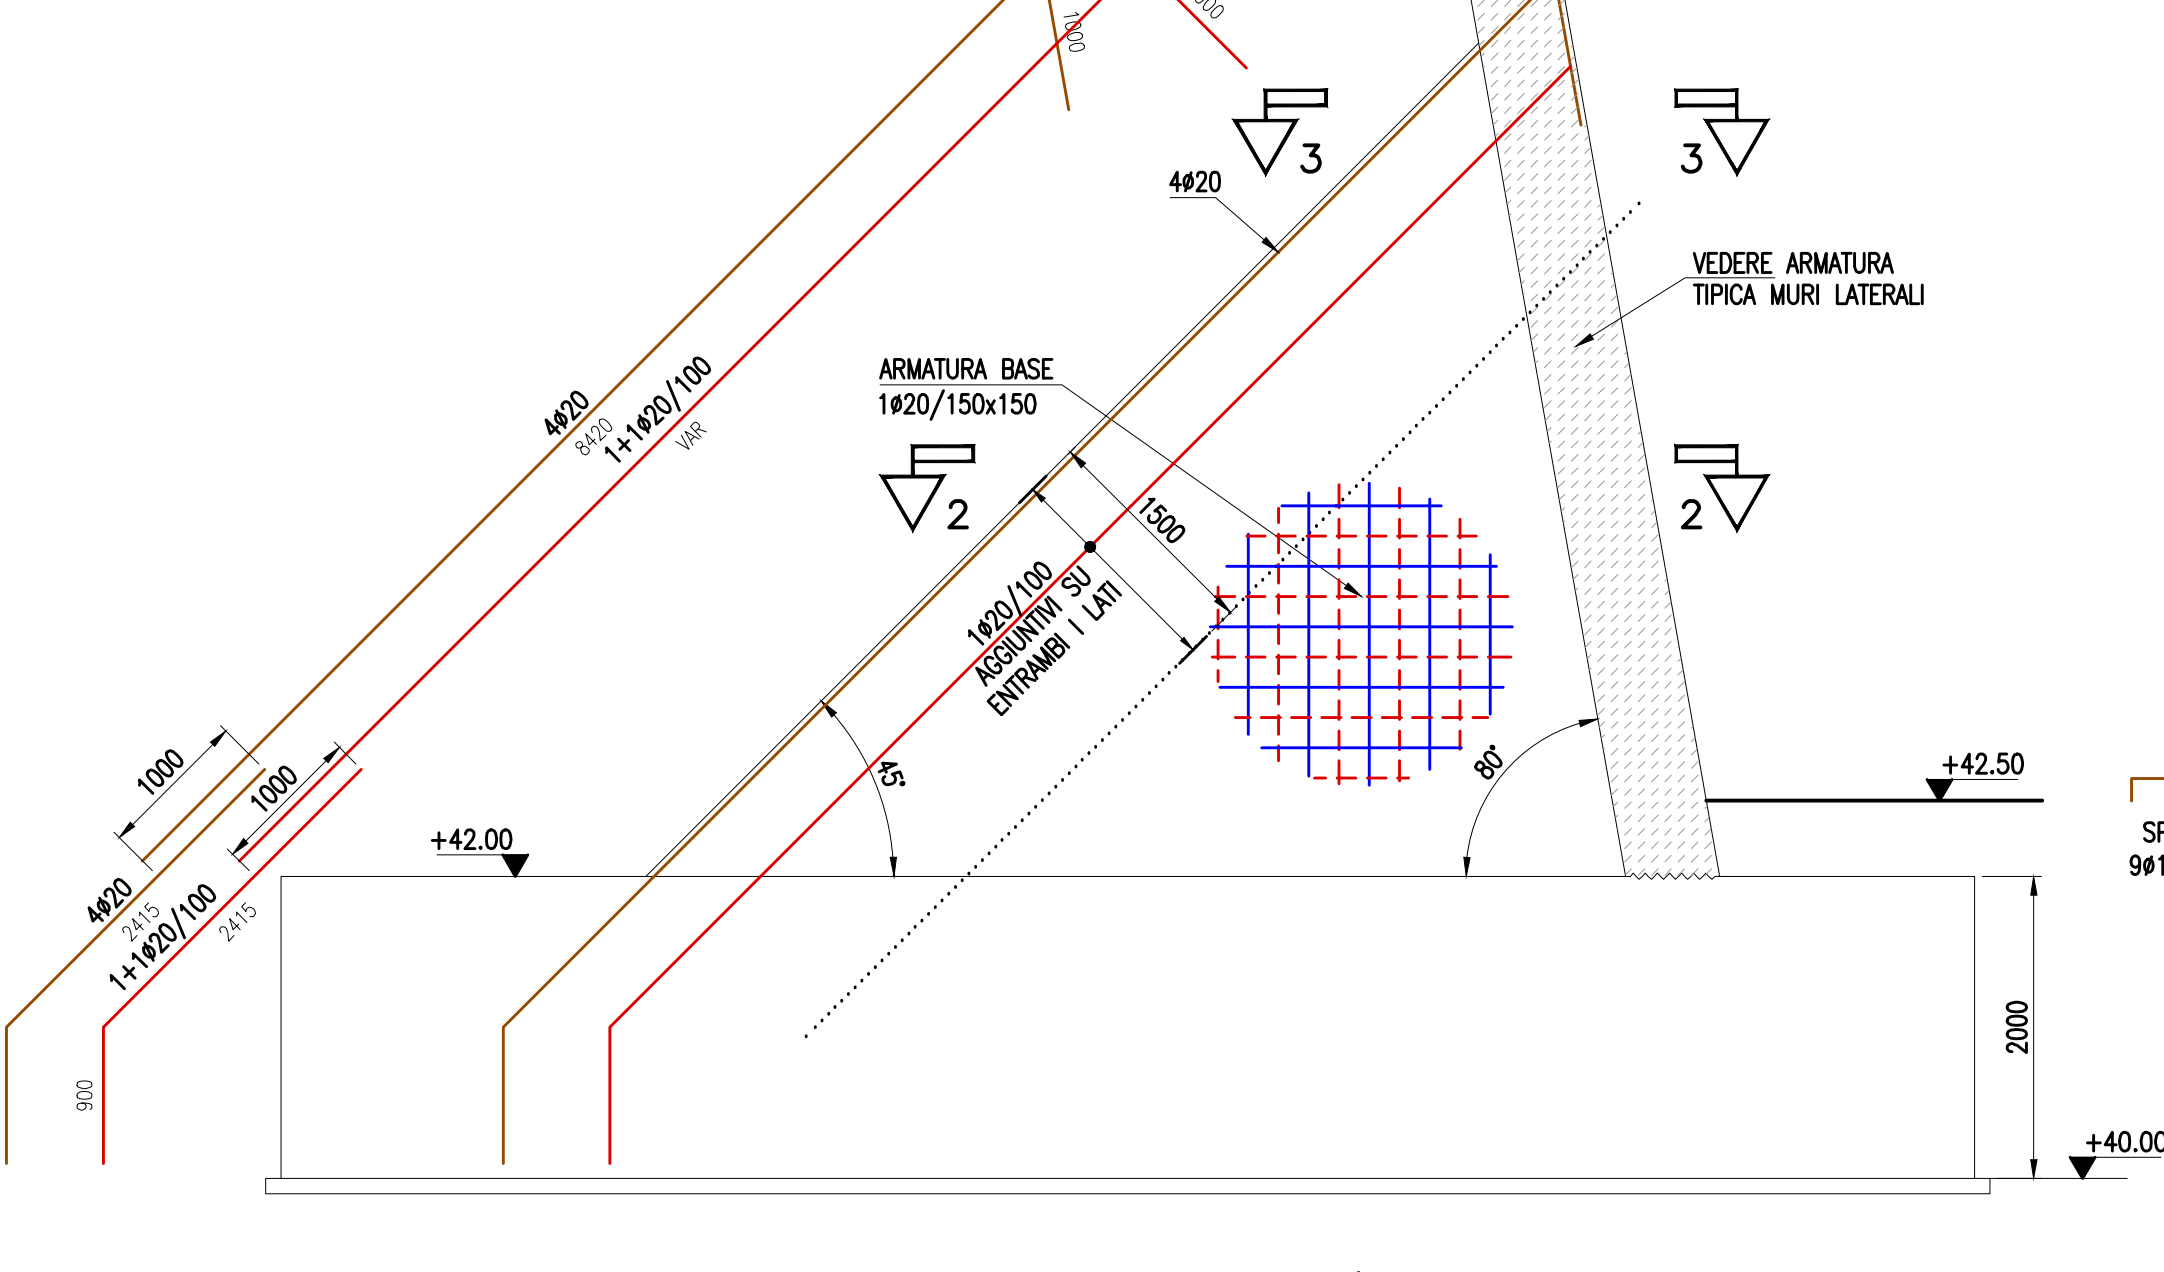 1000
3
3
4ø20
VEDERE ARMATURA
TIPICA MURI LATERALI
ARMATURA BASE
1ø20/150x150
4ø20
8420
1+1ø20/100
VAR
2
2
1500
1ø20/100
AGGIUNTIVI SU
ENTRAMBI I LATI
1000
1000
45°
80°
+42.50
+42.00
4ø20
2415
1+1ø20/100
2415
900
2000
+40.00